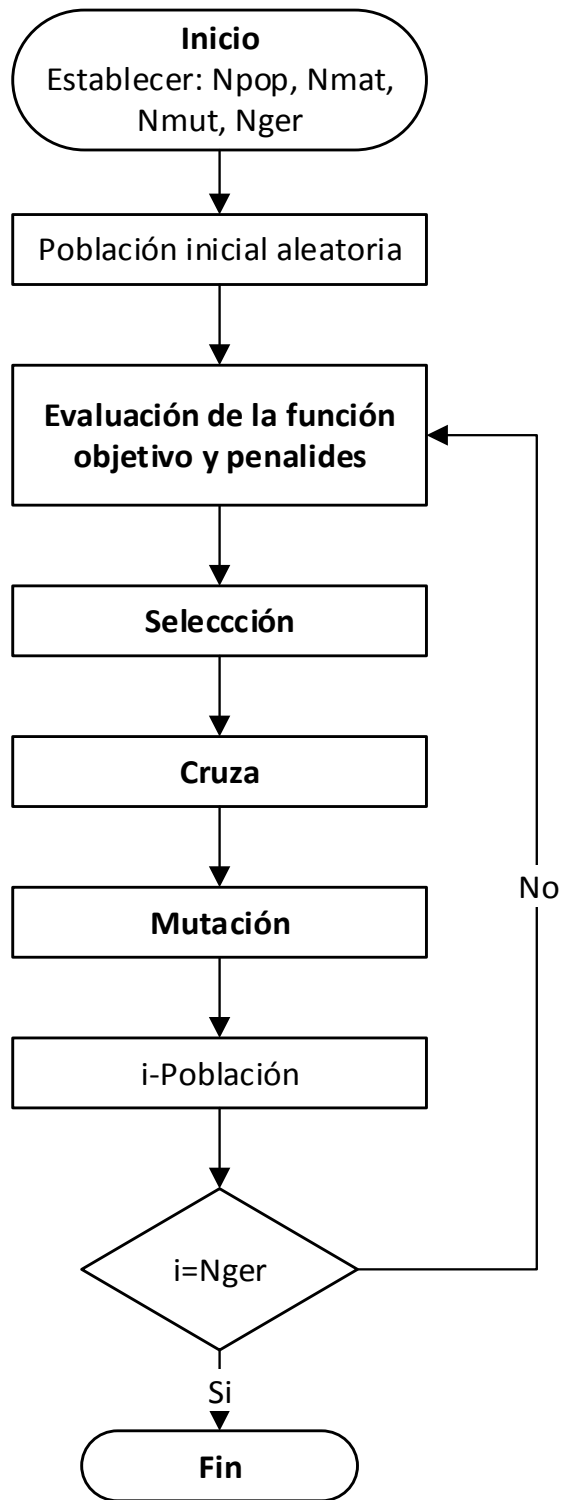 Inicio
Establecer: Npop, Nmat,
Nmut, Nger
Población inicial aleatoria
Evaluación de la función
objetivo y penalides
Seleccción
Cruza
Mutación
No
i-Población
i=Nger
Si
Fin